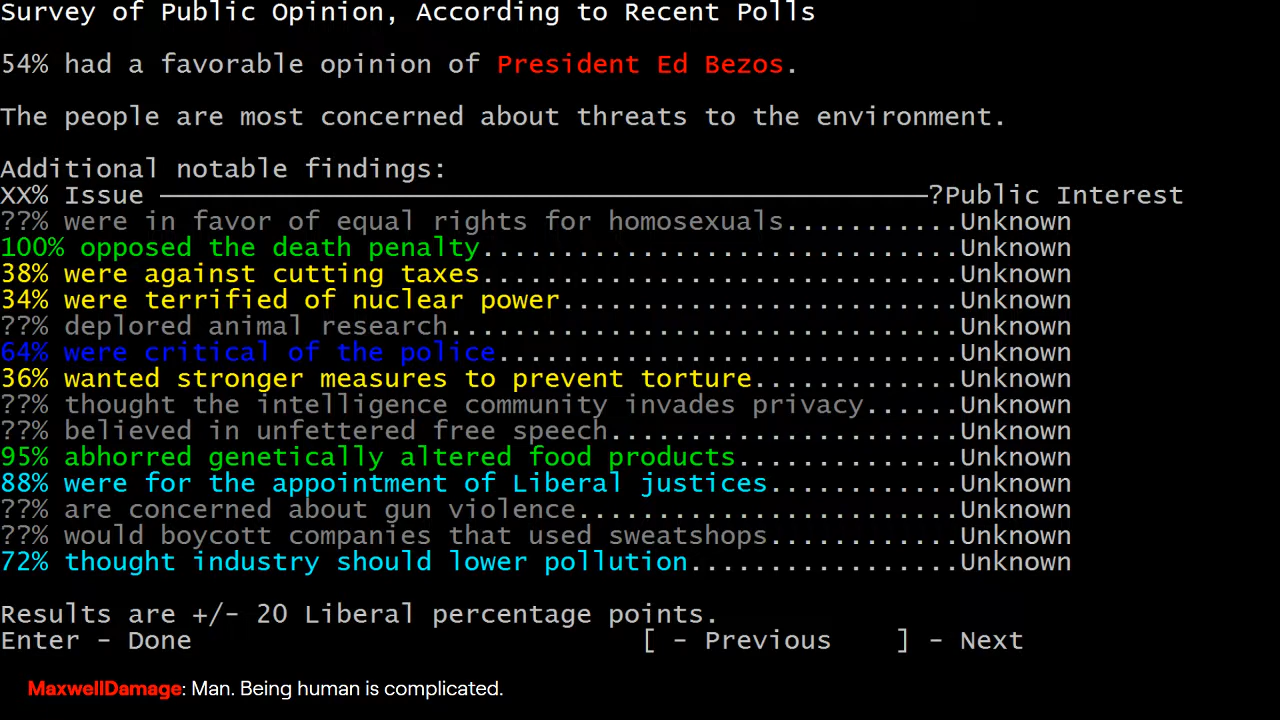 Survey of Public Opinion, According to Recent Polls
54% had a favorable opinion of President Ed Bezos.
The people are most concerned about threats to the environment.
Additional notable findings:
XX% Issue ────────────────────────────────────────────────?Public Interest
??% were in favor of equal rights for homosexuals...........Unknown
100% opposed the death penalty..............................Unknown
38% were against cutting taxes..............................Unknown
34% were terrified of nuclear power.........................Unknown
??% deplored animal research................................Unknown
64% were critical of the police.............................Unknown
36% wanted stronger measures to prevent torture.............Unknown
??% thought the intelligence community invades privacy......Unknown
??% believed in unfettered free speech......................Unknown
95% abhorred genetically altered food products..............Unknown
88% were for the appointment of Liberal justices............Unknown
??% are concerned about gun violence........................Unknown
??% would boycott companies that used sweatshops............Unknown
72% thought industry should lower pollution.................Unknown
Results are +/- 20 Liberal percentage points.
Enter - Done [ - Previous ] - Next
MaxwellDamage: Man. Being human is complicated.